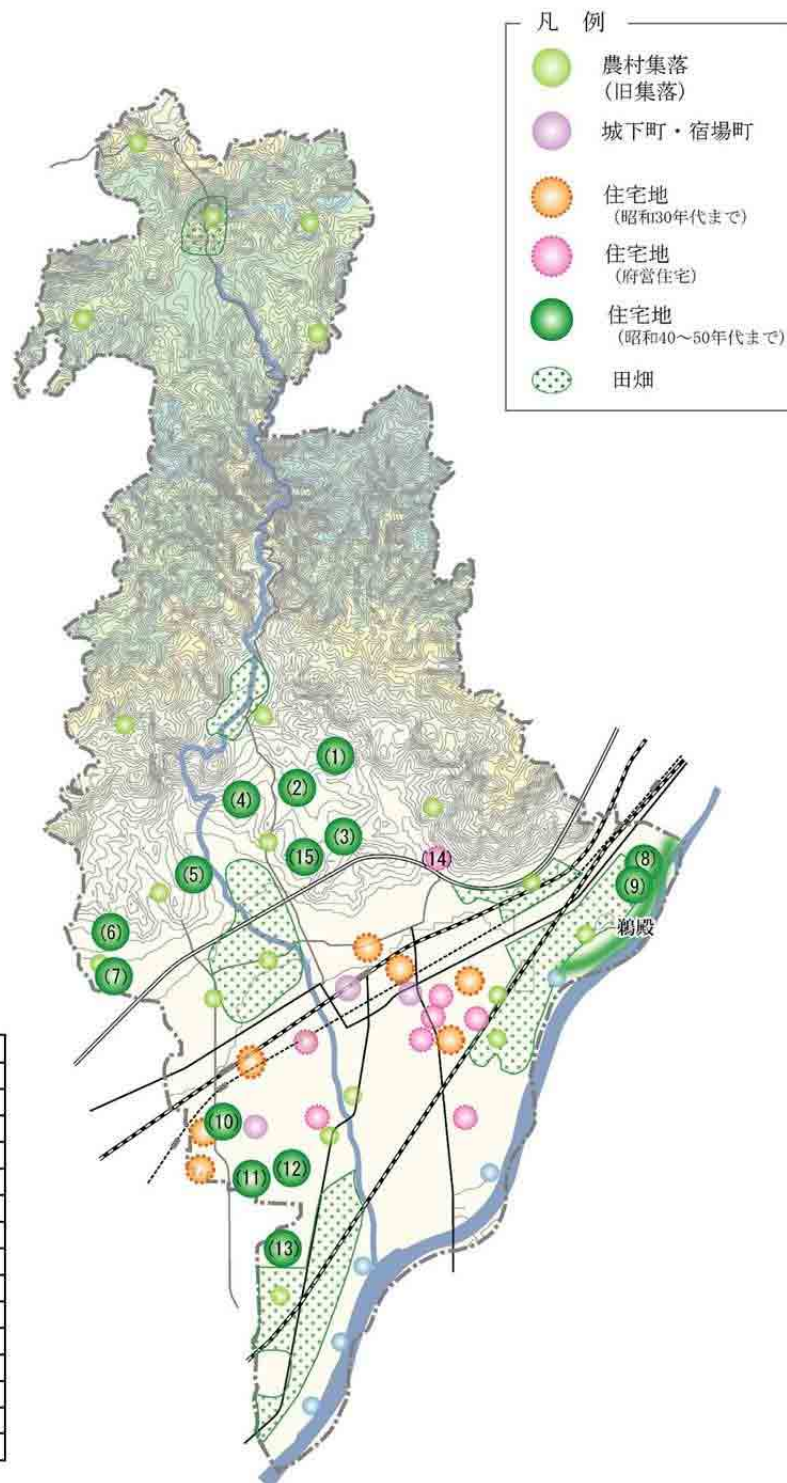 凡 例
農村集落
(旧集落)
城下町・宿場町
住宅地
(昭和30年代まで)
住宅地
(府営住宅)
住宅地
(昭和40～50年代まで)
田畑
(1)
(2)
(4)
(3)
(15)
(14)
(5)
(8)
(9)
(6)
鵜殿
(7)
(10)
(12)
(11)
(13)